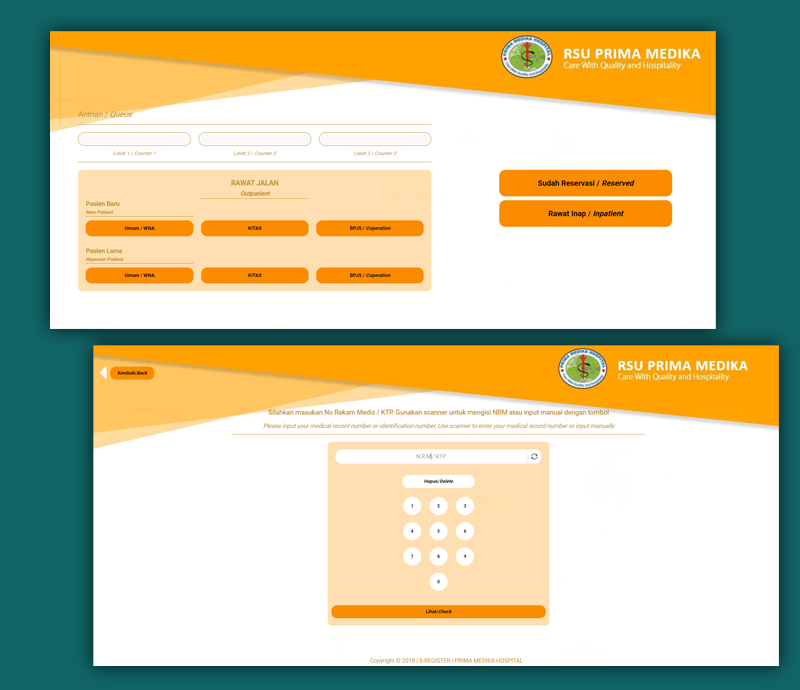 PRIMA MEDIKA HOSPITAL
RSU PRIMA MEDIKA
Care With Quality and Hospitality
Antrian / Queue
Loket 1 / Counter 1
Loket 2 / Counter 2
Loket 3 / Counter 3
RAWAT JALAN
Outpatient
Pasien Baru
New Patient
Umum / WNA
KITAS
BPJS / Coperation
Pasien Lama
Repeater Patient
Umum / WNA
KITAS
BPJS / Coperation
Sudah Reservasi / Reserved
Rawat Inap / Inpatient
Kembali/Back
PRIMA MEDIKA HOSPITAL
RSU PRIMA MEDIKA
Care With Quality and Hospitality
Silahkan masukan No Rekam Medis / KTP. Gunakan scanner untuk mengisi NRM atau input manual dengan tombol
Please input your medical record number or identification number, Use scanner to enter your medical record number or input manually
N.R.M / KTP
Hapus/Delete
1 2 3
4 5 6
7 8 9
0
Lihat/Check
Copyright © 2018 | S-REGISTER | PRIMA MEDIKA HOSPITAL